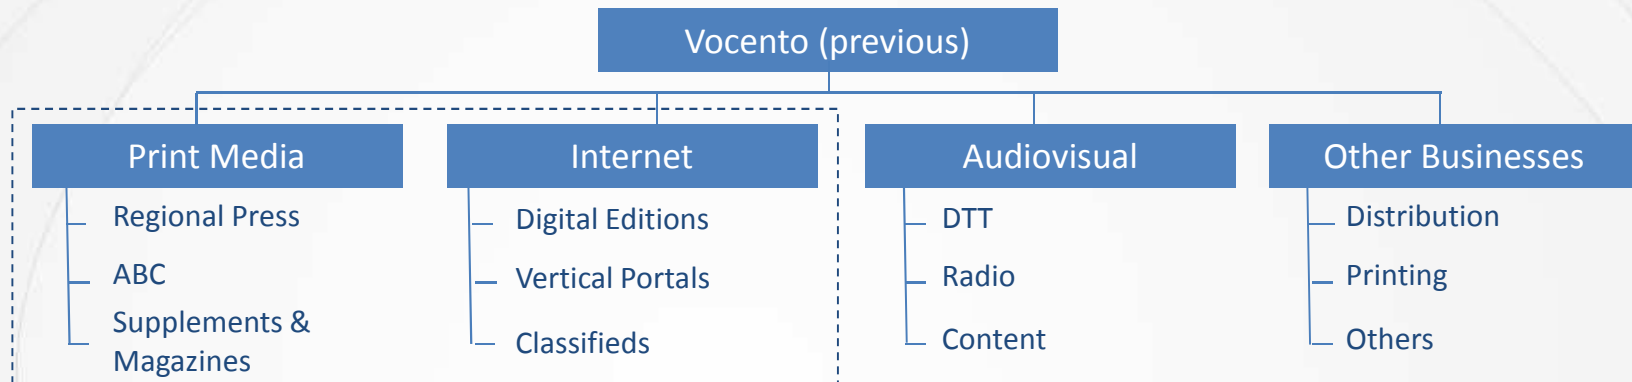 Vocento (previous)
Print Media
Internet
Audiovisual
Other Businesses
Regional Press
ABC
Supplements &
Magazines
Digital Editions
Vertical Portals
Classifieds
DTT
Radio
Content
Distribution
Printing
Others